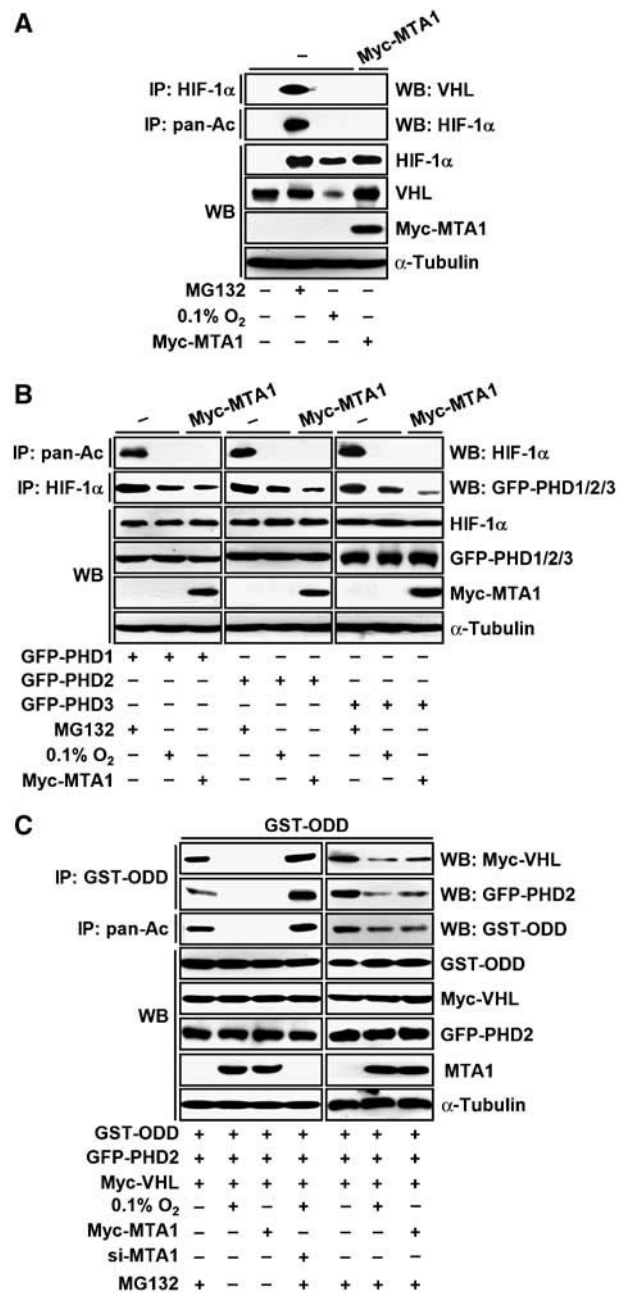 A
– Myc-MTA1
IP: HIF-1α WB: VHL
IP: pan-Ac WB: HIF-1α
HIF-1α
VHL
WB
Myc-MTA1
α-Tubulin
MG132 – + – –
0.1% O2 – – + –
Myc-MTA1 – – – +
B
– Myc-MTA1 – Myc-MTA1 – Myc-MTA1
IP: pan-Ac WB: HIF-1α
IP: HIF-1α WB: GFP-PHD1/2/3
HIF-1α
WB GFP-PHD1/2/3
Myc-MTA1
α-Tubulin
GFP-PHD1 + + + – – – – – –
GFP-PHD2 – – – + + + – – –
GFP-PHD3 – – – – – – + + +
MG132 + – – + – – + – –
0.1% O2 – + – – + – – + –
Myc-MTA1 – – + – – + – – +
C
GST-ODD
IP: GST-ODD WB: Myc-VHL
WB: GFP-PHD2
IP: pan-Ac WB: GST-ODD
GST-ODD
Myc-VHL
WB GFP-PHD2
MTA1
α-Tubulin
GST-ODD + + + + + + +
GFP-PHD2 + + + + + + +
Myc-VHL + + + + + + +
0.1% O2 – + – + – + –
Myc-MTA1 – – + – – – +
si-MTA1 – – – + – – –
MG132 + – – + + + +